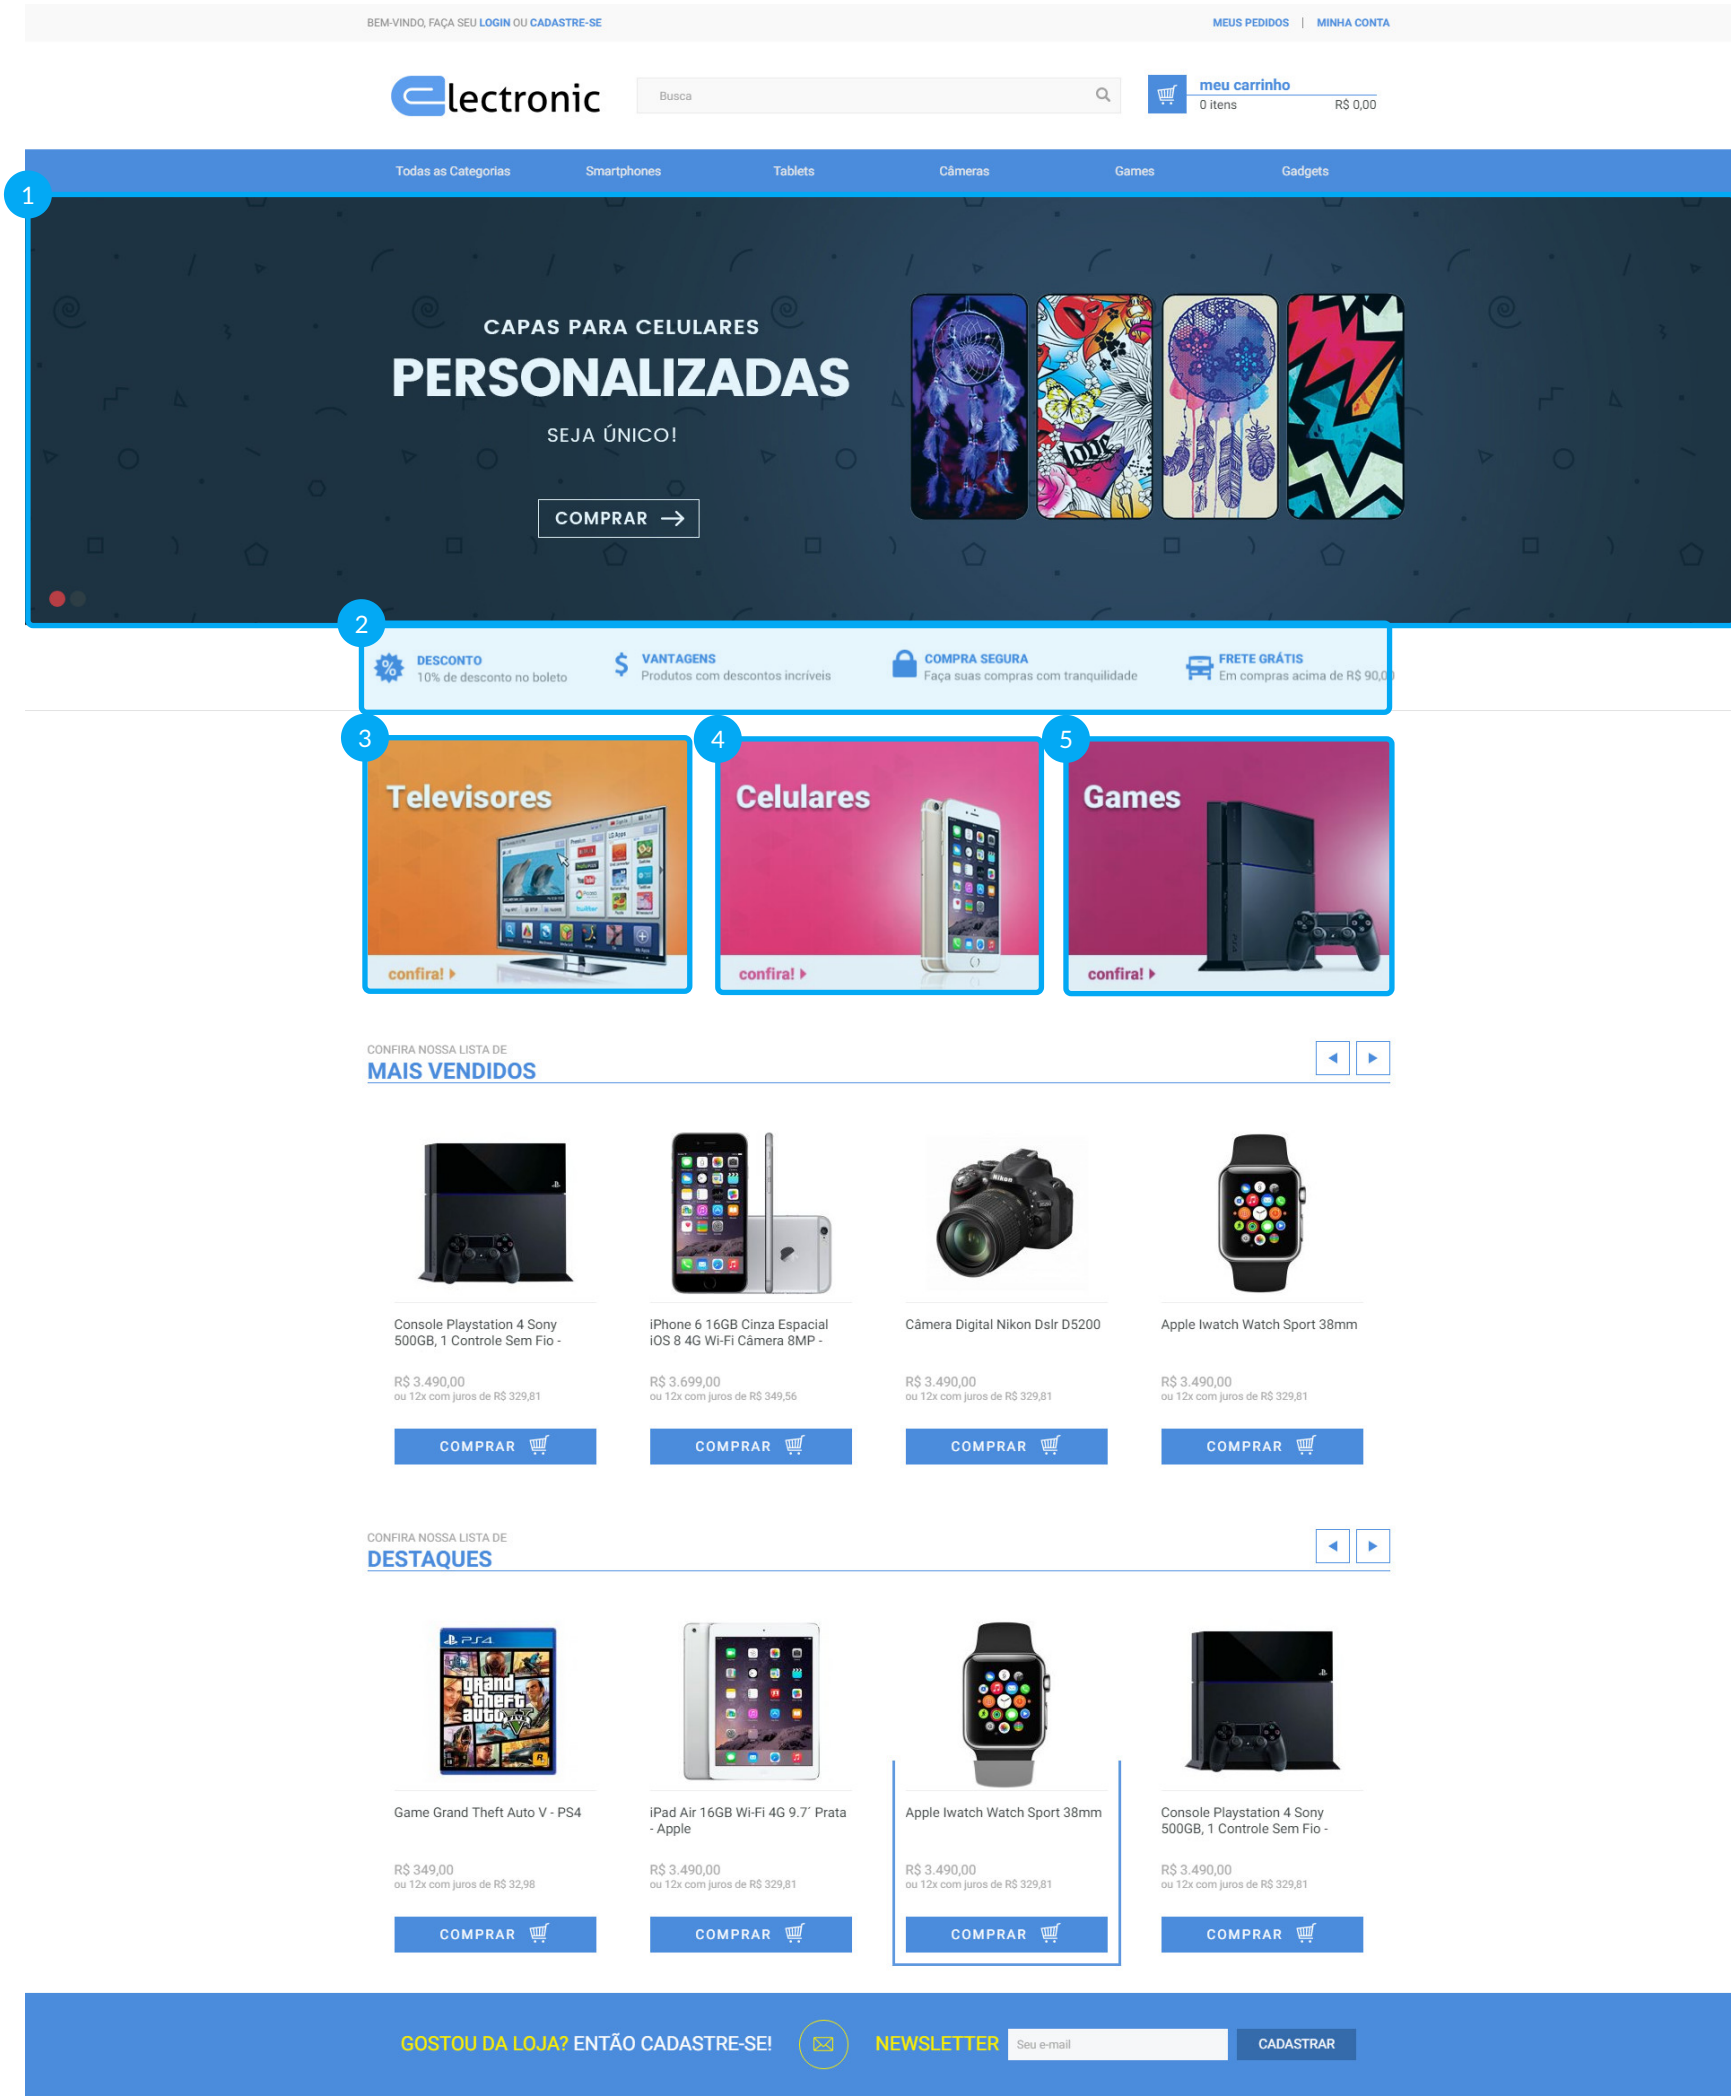 BEM-VINDO, FAÇA SEU LOGIN OU CADASTRE-SE
MEUS PEDIDOS | MINHA CONTA
electronic
Busca
meu carrinho
0 itens R$ 0,00
Todas as Categorias Smartphones Tablets Câmeras Games Gadgets
1
CAPAS PARA CELULARES
PERSONALIZADAS
SEJA ÚNICO!
COMPRAR →
love
2
DESCONTO
10% de desconto no boleto
VANTAGENS
Produtos com descontos incríveis
COMPRA SEGURA
Faça suas compras com tranquilidade
FRETE GRÁTIS
Em compras acima de R$ 90,00
3
Televisores
confira!
4
Celulares
confira!
5
Games
confira!
CONFIRA NOSSA LISTA DE
MAIS VENDIDOS
Nikon
Console Playstation 4 Sony
500GB, 1 Controle Sem Fio -
R$ 3.490,00
ou 12x com juros de R$ 329,81
COMPRAR
iPhone 6 16GB Cinza Espacial
iOS 8 4G Wi-Fi Câmera 8MP -
R$ 3.699,00
ou 12x com juros de R$ 349,56
COMPRAR
Câmera Digital Nikon Dslr D5200
R$ 3.490,00
ou 12x com juros de R$ 329,81
COMPRAR
Apple Iwatch Watch Sport 38mm
R$ 3.490,00
ou 12x com juros de R$ 329,81
COMPRAR
CONFIRA NOSSA LISTA DE
DESTAQUES
PS4
grand
theft
auto V
Game Grand Theft Auto V - PS4
R$ 349,00
ou 12x com juros de R$ 32,98
COMPRAR
iPad Air 16GB Wi-Fi 4G 9.7´ Prata
- Apple
R$ 3.490,00
ou 12x com juros de R$ 329,81
COMPRAR
Apple Iwatch Watch Sport 38mm
R$ 3.490,00
ou 12x com juros de R$ 329,81
COMPRAR
Console Playstation 4 Sony
500GB, 1 Controle Sem Fio -
R$ 3.490,00
ou 12x com juros de R$ 329,81
COMPRAR
GOSTOU DA LOJA? ENTÃO CADASTRE-SE! NEWSLETTER Seu e-mail CADASTRAR